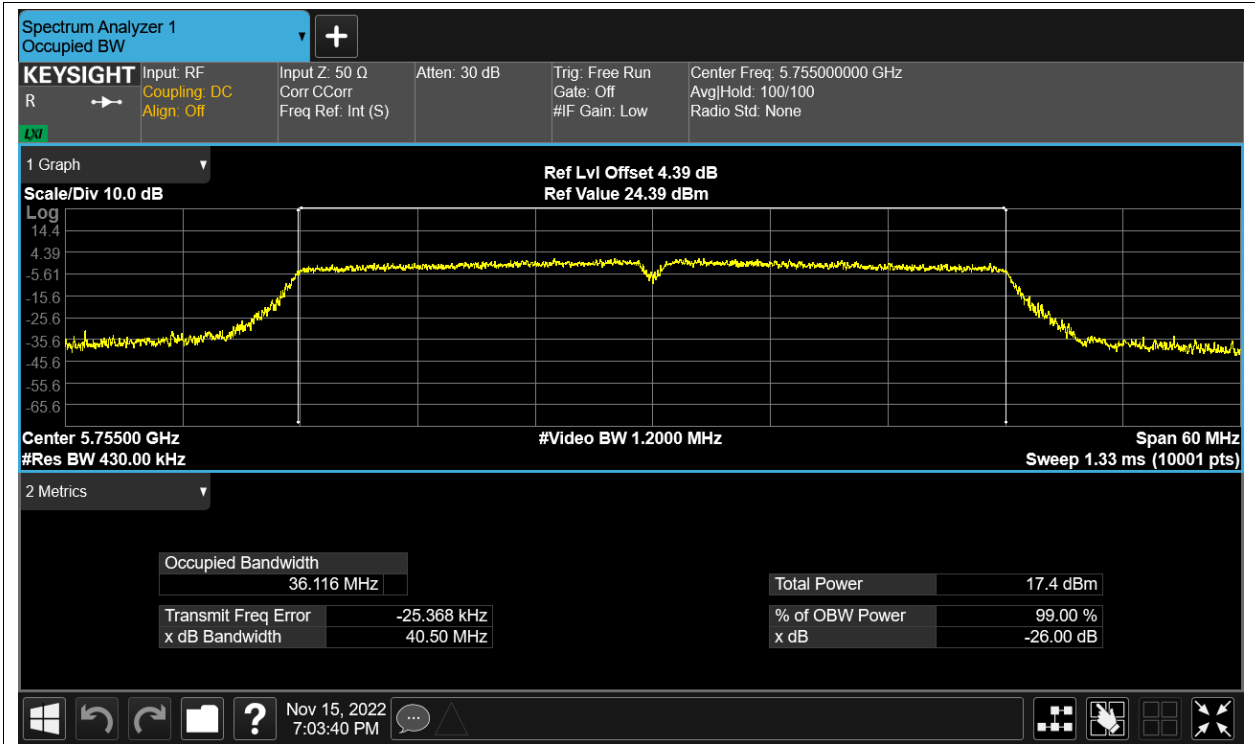 Spectrum Analyzer 1
Occupied BW
KEYSIGHT
R
LXI
Input: RF
Coupling: DC
Align: Off
Input Z: 50 Ω
Corr CCorr
Freq Ref: Int (S)
Atten: 30 dB
Trig: Free Run
Gate: Off
#IF Gain: Low
Center Freq: 5.755000000 GHz
Avg|Hold: 100/100
Radio Std: None
1 Graph
Scale/Div 10.0 dB
Ref Lvl Offset 4.39 dB
Ref Value 24.39 dBm
Log
14.4
4.39
-5.61
-15.6
-25.6
-35.6
-45.6
-55.6
-65.6
Center 5.75500 GHz
#Video BW 1.2000 MHz
Span 60 MHz
#Res BW 430.00 kHz
Sweep 1.33 ms (10001 pts)
2 Metrics
Occupied Bandwidth
36.116 MHz
Transmit Freq Error -25.368 kHz
x dB Bandwidth 40.50 MHz
Total Power 17.4 dBm
% of OBW Power 99.00 %
x dB -26.00 dB
?
Nov 15, 2022
7:03:40 PM